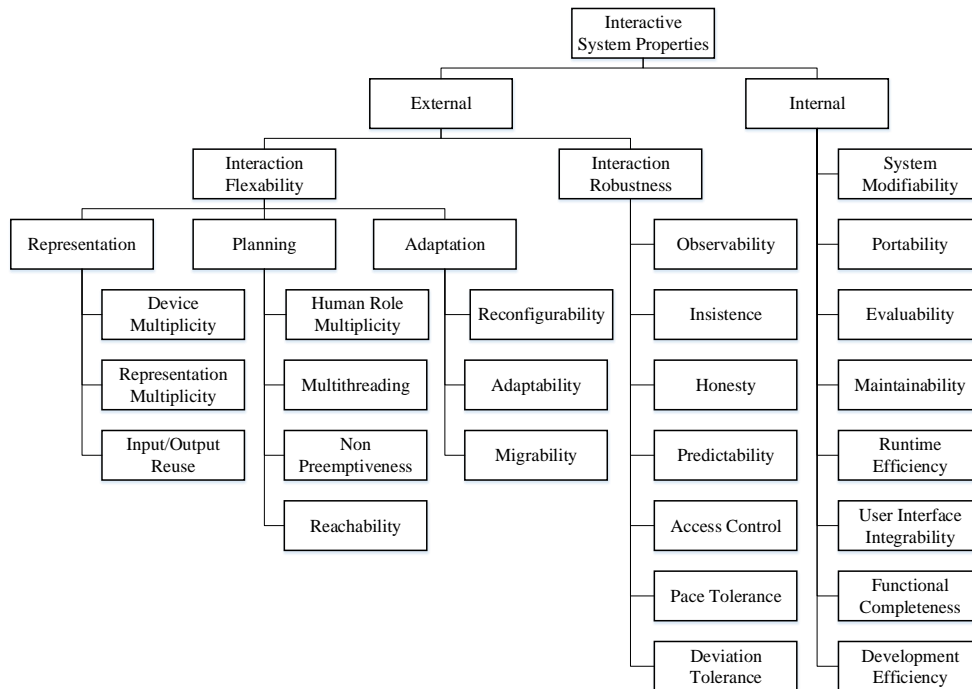 Interactive
System Properties
External
Internal
Interaction
Flexability
Interaction
Robustness
System
Modifiability
Representation
Planning
Adaptation
Observability
Portability
Device
Multiplicity
Human Role
Multiplicity
Reconfigurability
Insistence
Evaluability
Representation
Multiplicity
Multithreading
Adaptability
Honesty
Maintainability
Input/Output
Reuse
Non
Preemptiveness
Migrability
Predictability
Runtime
Efficiency
Reachability
Access Control
User Interface
Integrability
Pace Tolerance
Functional
Completeness
Deviation
Tolerance
Development
Efficiency